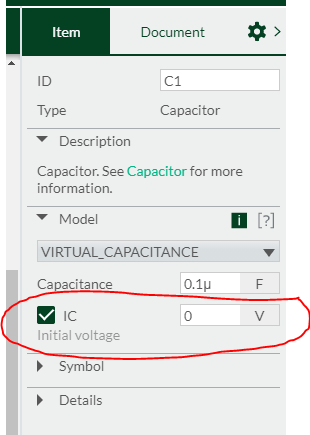 Item Document
ID C1
Type Capacitor
Description
Capacitor. See Capacitor for more
information.
Model i [?]
VIRTUAL_CAPACITANCE
Capacitance 0.1µ F
IC 0 V
Initial voltage
Symbol
Details